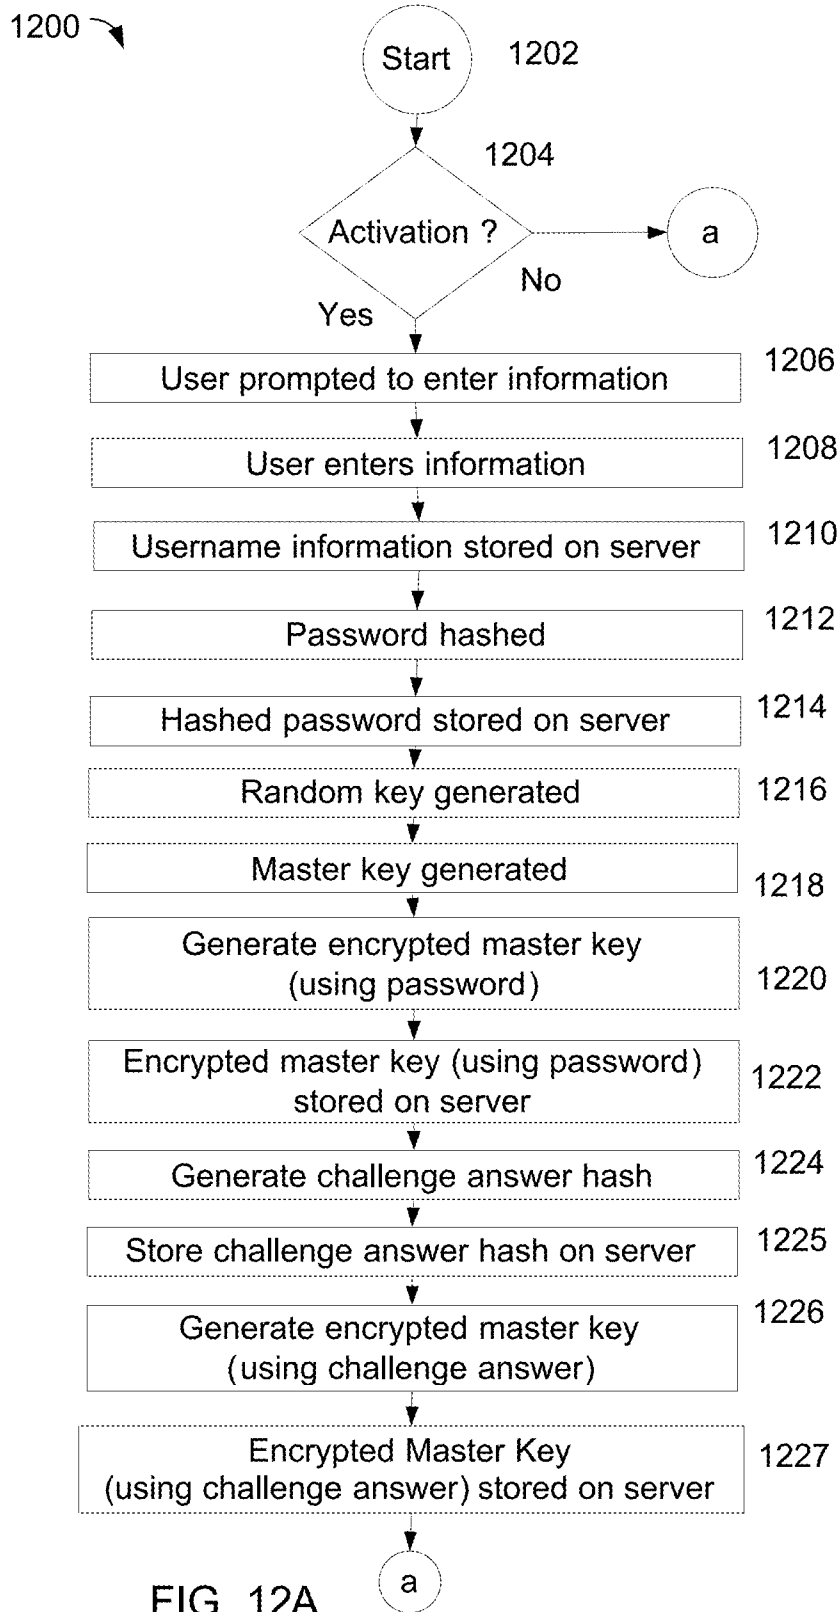 1200
Start
1202
1204
Activation ?
a
No
Yes
1206
User prompted to enter information
1208
User enters information
1210
Username information stored on server
1212
Password hashed
1214
Hashed password stored on server
1216
Random key generated
Master key generated
1218
Generate encrypted master key
(using password)
1220
Encrypted master key (using password)
stored on server
1222
1224
Generate challenge answer hash
1225
Store challenge answer hash on server
1226
Generate encrypted master key
(using challenge answer)
Encrypted Master Key
(using challenge answer) stored on server
1227
a
FIG. 12A